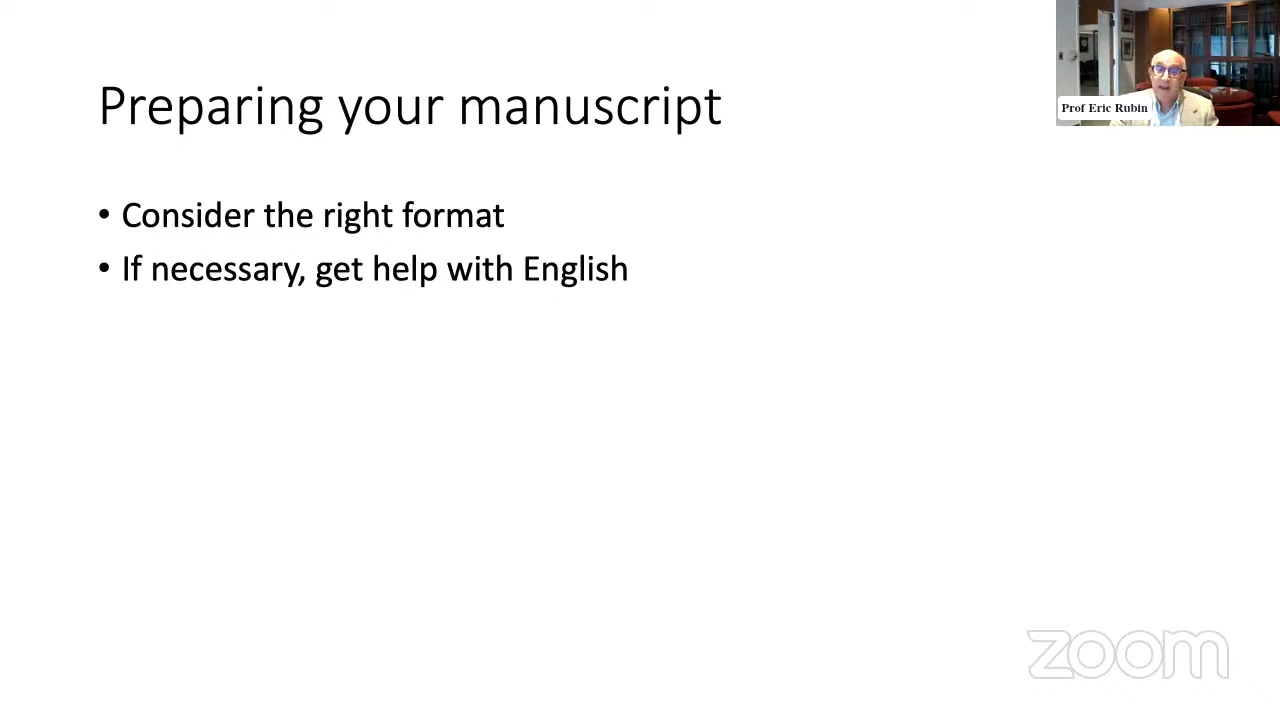 Preparing your manuscript
Prof Eric Rubin
• Consider the right format
• If necessary, get help with English
zoom